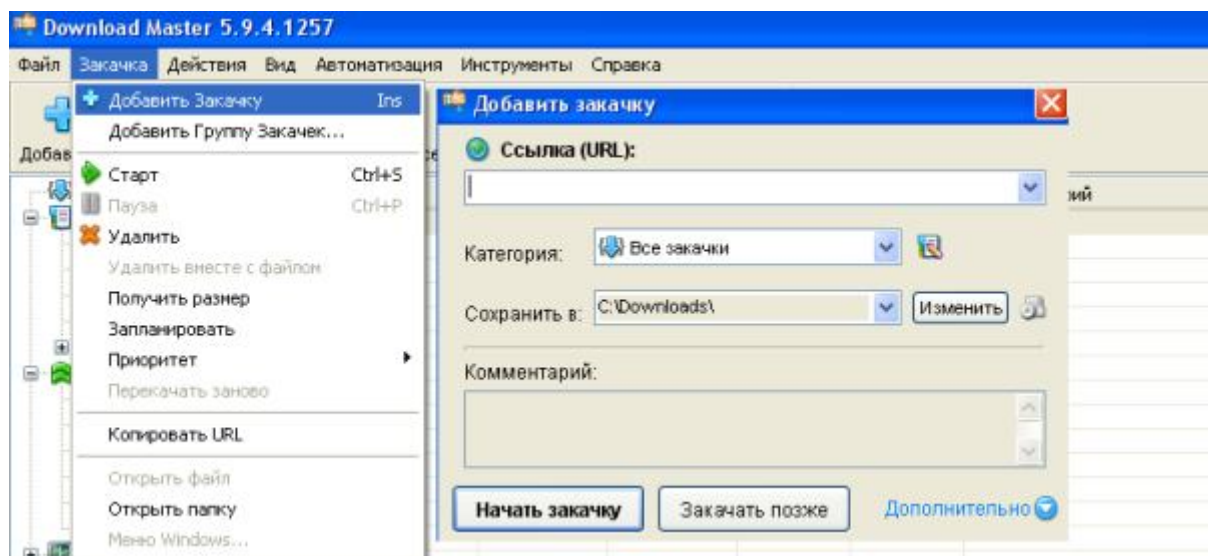 Download Master 5.9.4.1257
Файл Закачка Действия Вид Автоматизация Инструменты Справка
Добавить Закачку Ins
Добавить Группу Закачек...
Старт Ctrl+S
Пауза Ctrl+P
Удалить
Удалить вместе с файлом
Получить размер
Запланировать
Приоритет
Перекачать заново
Копировать URL
Открыть файл
Открыть папку
Меню Windows...
Добав
Добавить закачку
Ссылка (URL):
Категория: Все закачки
Сохранить в: C:\Downloads\ Изменить
Комментарий:
Начать закачку Закачать позже Дополнительно
рий